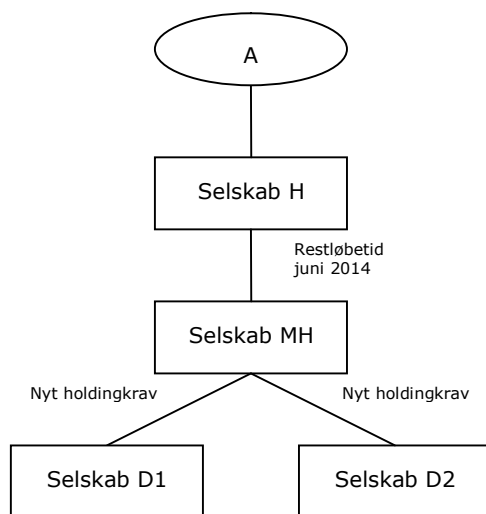 A
Selskab H
Restløbetid
juni 2014
Selskab MH
Nyt holdingkrav
Nyt holdingkrav
Selskab D1
Selskab D2